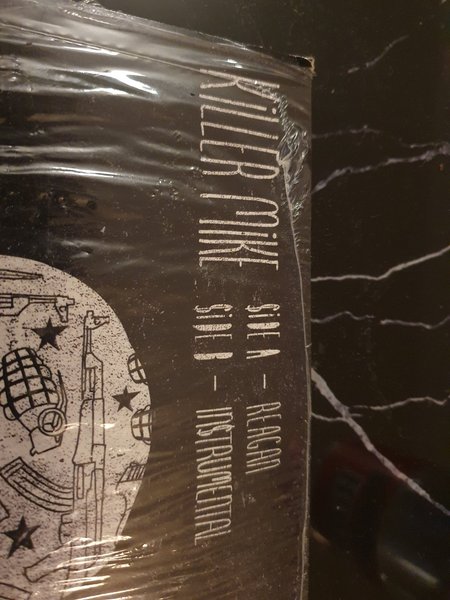 KiLLER MiKE
SiDE A — REAGAN
SiDE B — INSTRUMENTAL